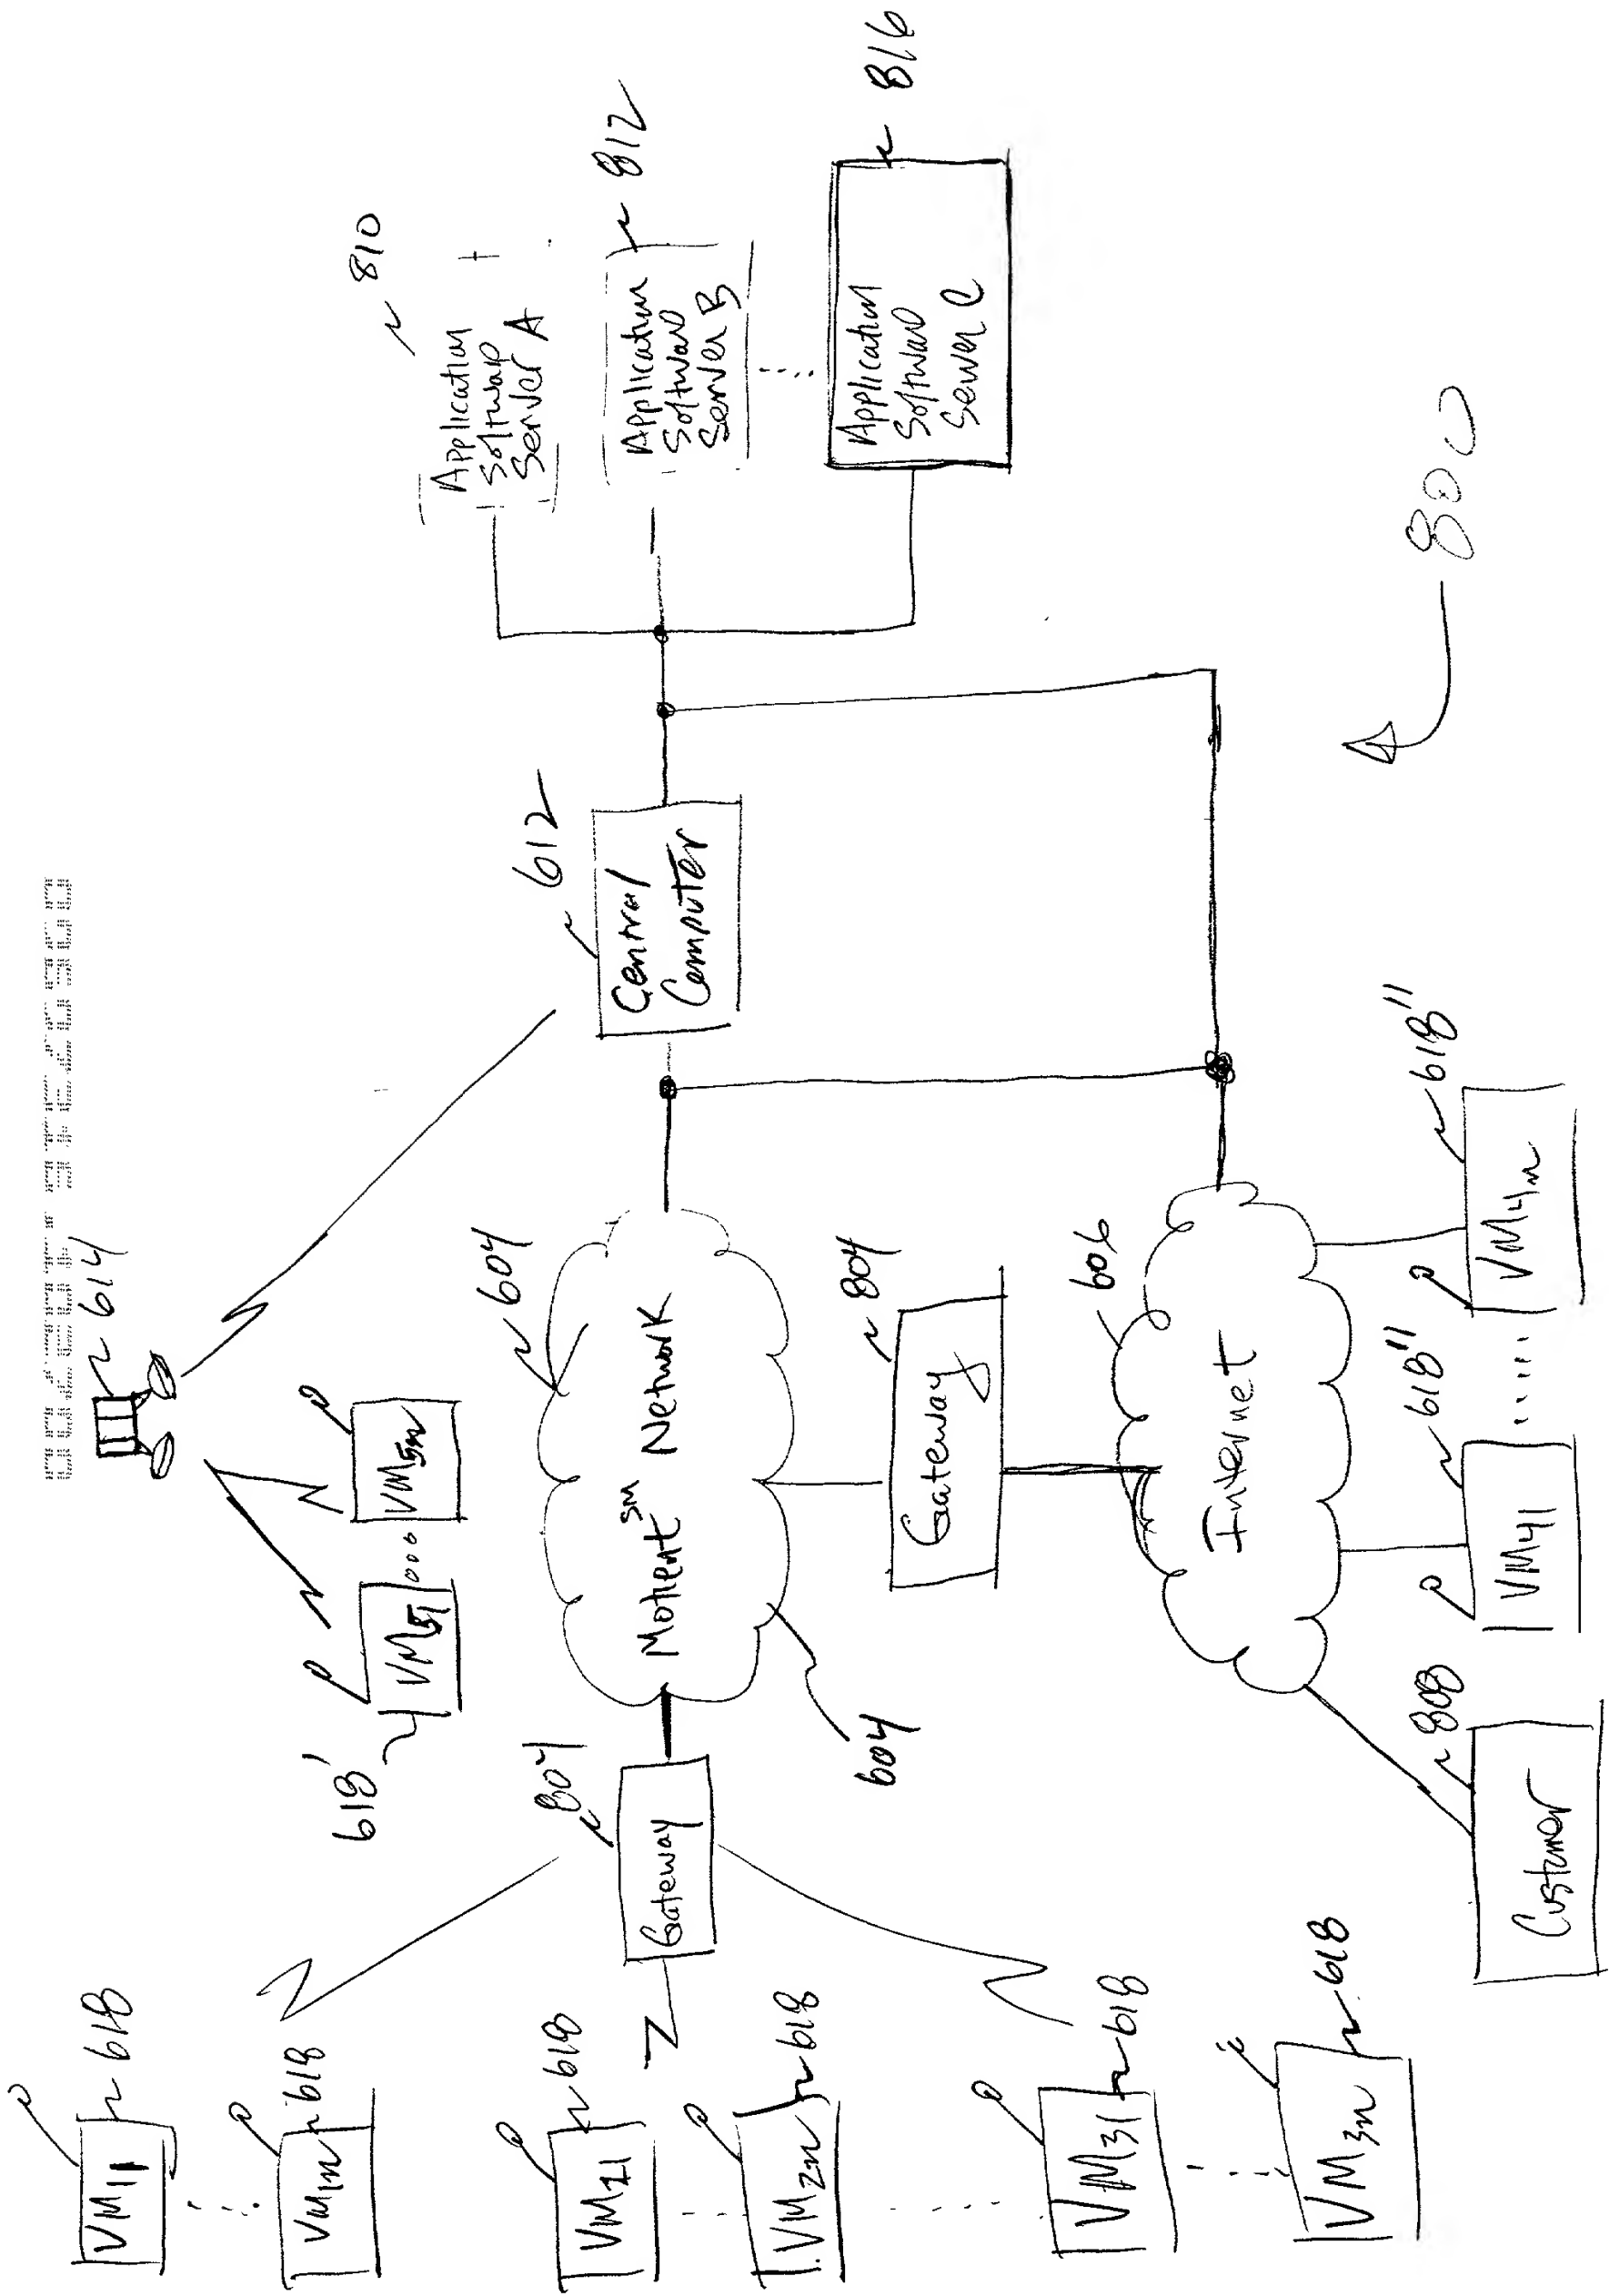 614
618'
VM51
VM5n
604
MotientSM Network
604
612
Central
Computer
810
Application
Software
Server A
812
Application
Software
Server B
816
Application
Software
Server C
VM11
618
VM1n
618
VM21
618
VM2n
618
VM31
618
VM3n
618
804
Gateway
804
Gateway
606
Internet
808
Customer
VM41
618"
VM4n
618"
800